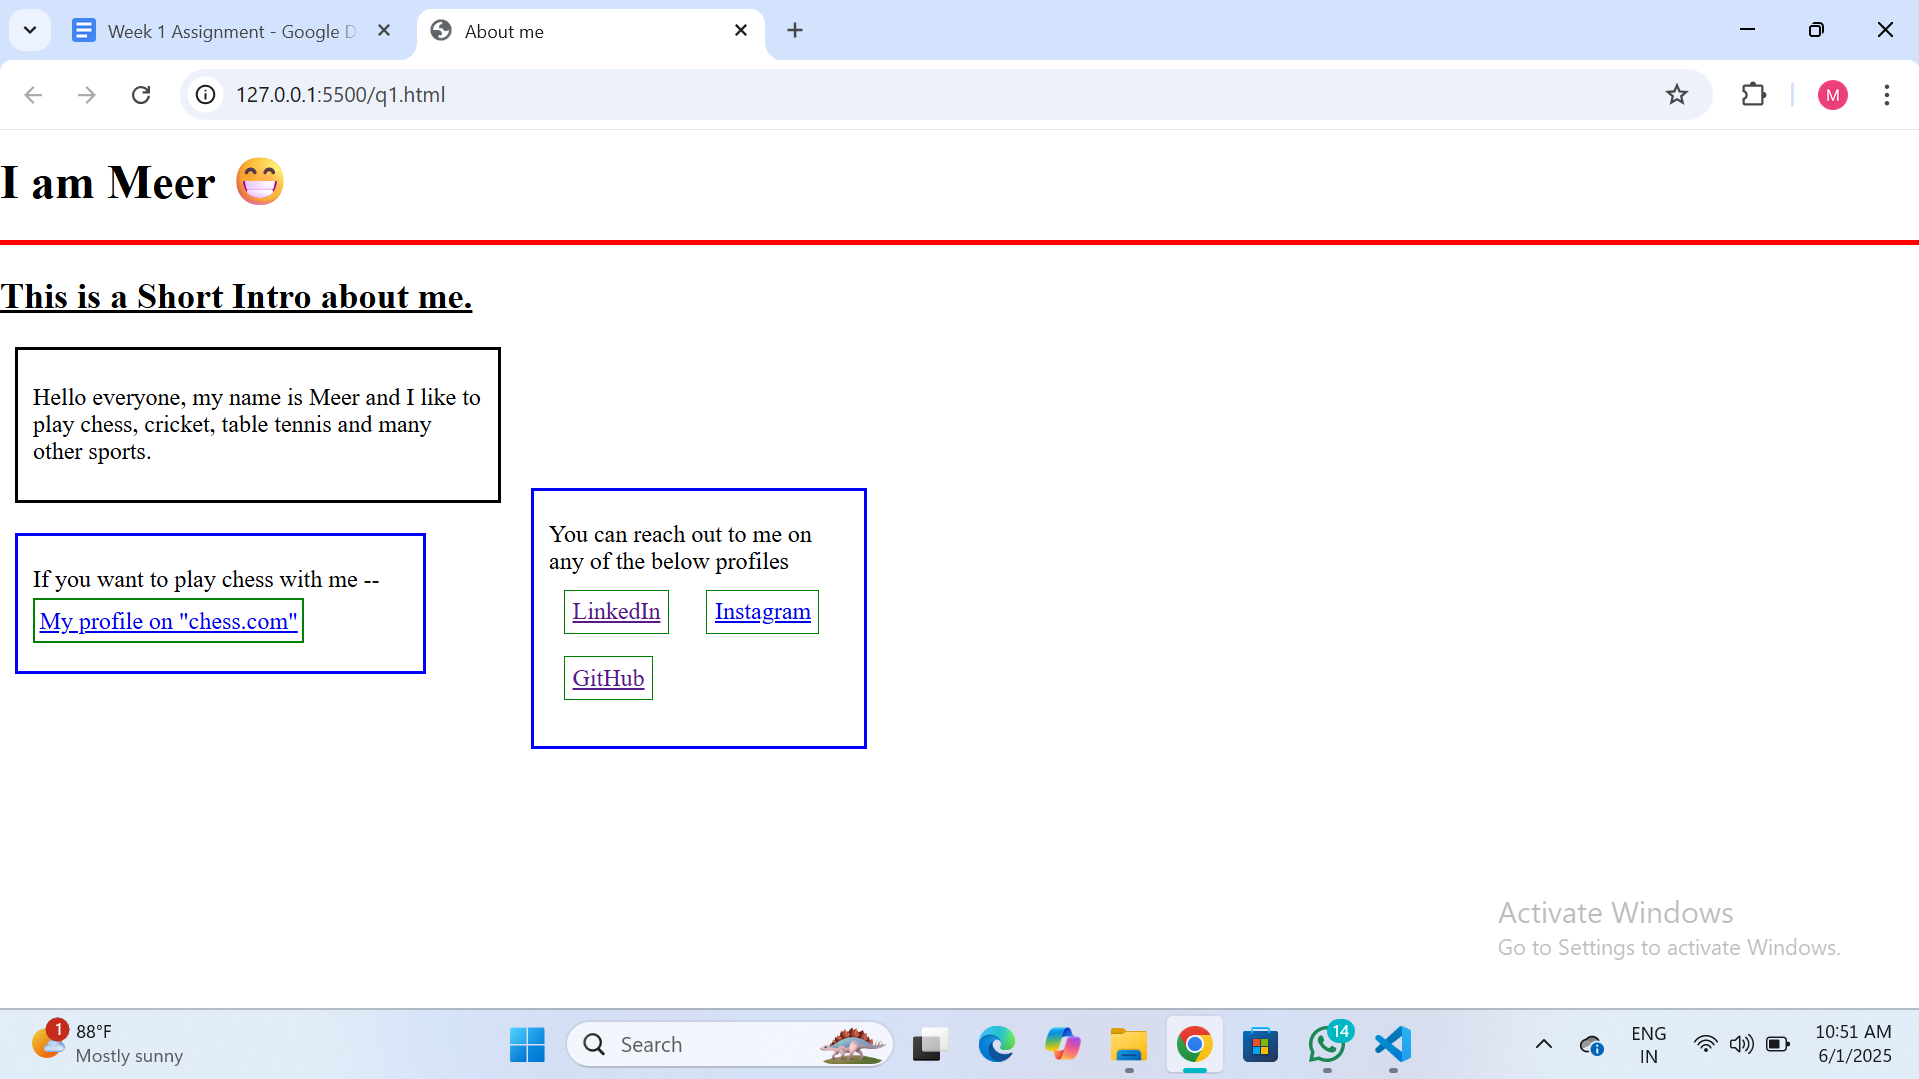 Week 1 Assignment - Google D
About me
127.0.0.1:5500/q1.html
M
I am Meer 😁
This is a Short Intro about me.
Hello everyone, my name is Meer and I like to
play chess, cricket, table tennis and many
other sports.
If you want to play chess with me --
My profile on "chess.com"
You can reach out to me on
any of the below profiles
LinkedIn
Instagram
GitHub
Activate Windows
Go to Settings to activate Windows.
1
88°F
Mostly sunny
Search
14
ENG
IN
10:51 AM
6/1/2025